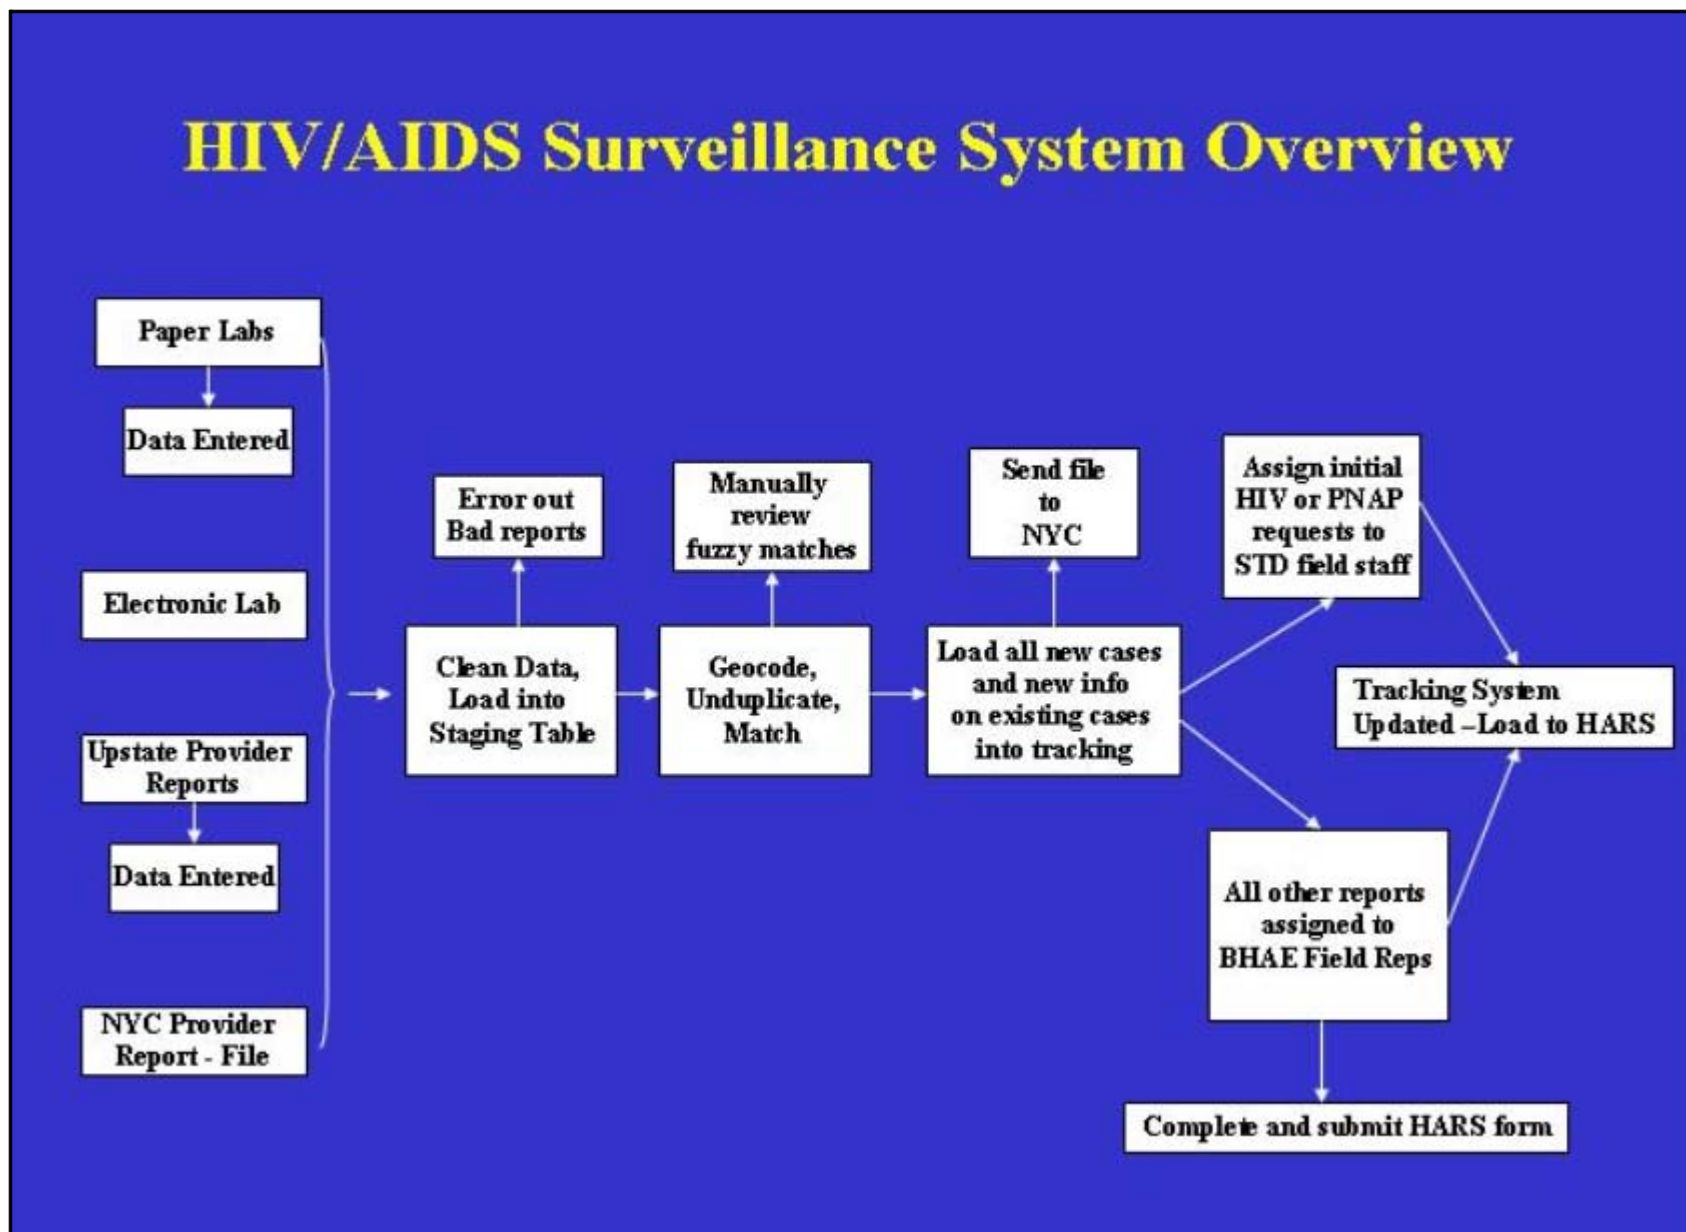 HIV/AIDS Surveillance System Overview
Paper Labs
Data Entered
Electronic Lab
Upstate Provider
Reports
Data Entered
NYC Provider
Report - File
Error out
Bad reports
Clean Data,
Load into
Staging Table
Manually
review
fuzzy matches
Geocode,
Unduplicate,
Match
Send file
to
NYC
Load all new cases
and new info
on existing cases
into tracking
Assign initial
HIV or PNAP
requests to
STD field staff
Tracking System
Updated –Load to HARS
All other reports
assigned to
BHAE Field Reps
Complete and submit HARS form